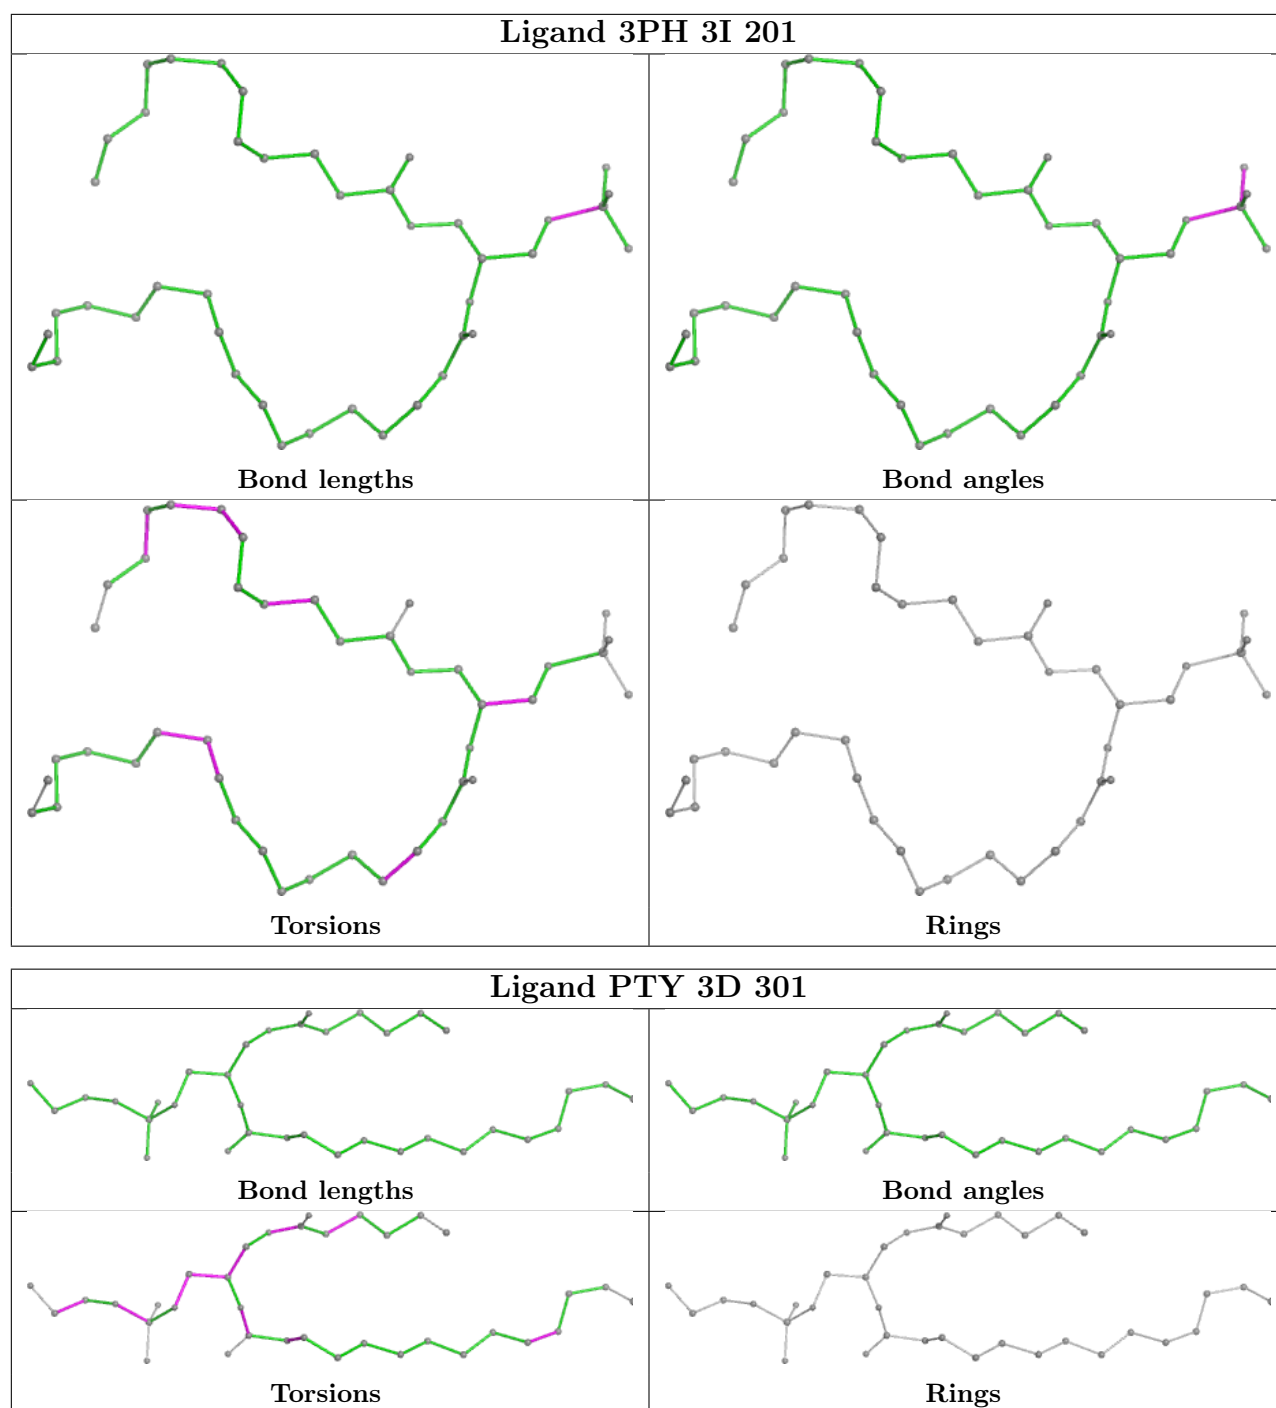 Ligand 3PH 3I 201
Bond lengths
Bond angles
Torsions
Rings
Ligand PTY 3D 301
Bond lengths
Bond angles
Torsions
Rings